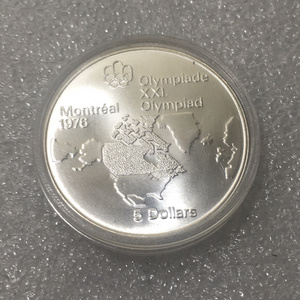 Olympiade
XXI
Olympiad
Montréal
1976
5 Dollars